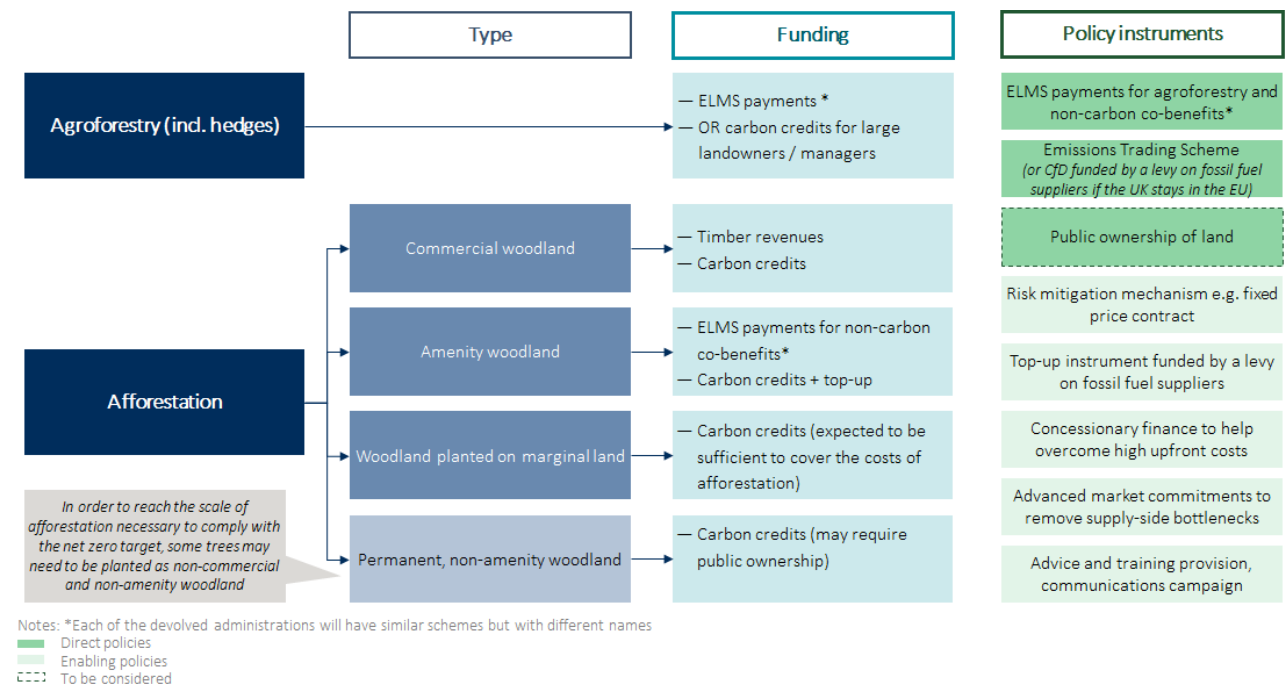 Type
Funding
Policy instruments
Agroforestry (incl. hedges)
— ELMS payments *
— OR carbon credits for large
landowners / managers
ELMS payments for agroforestry and
non-carbon co-benefits*
Emissions Trading Scheme
(or CfD funded by a levy on fossil fuel
suppliers if the UK stays in the EU)
Afforestation
Commercial woodland
— Timber revenues
— Carbon credits
Public ownership of land
Risk mitigation mechanism e.g. fixed
price contract
Amenity woodland
— ELMS payments for non-carbon
co-benefits*
— Carbon credits + top-up
Top-up instrument funded by a levy
on fossil fuel suppliers
Woodland planted on marginal land
— Carbon credits (expected to be
sufficient to cover the costs of
afforestation)
Concessionary finance to help
overcome high upfront costs
Advanced market commitments to
remove supply-side bottlenecks
In order to reach the scale of
afforestation necessary to comply with
the net zero target, some trees may
need to be planted as non-commercial
and non-amenity woodland
Permanent, non-amenity woodland
— Carbon credits (may require
public ownership)
Advice and training provision,
communications campaign
Notes: *Each of the devolved administrations will have similar schemes but with different names
Direct policies
Enabling policies
To be considered